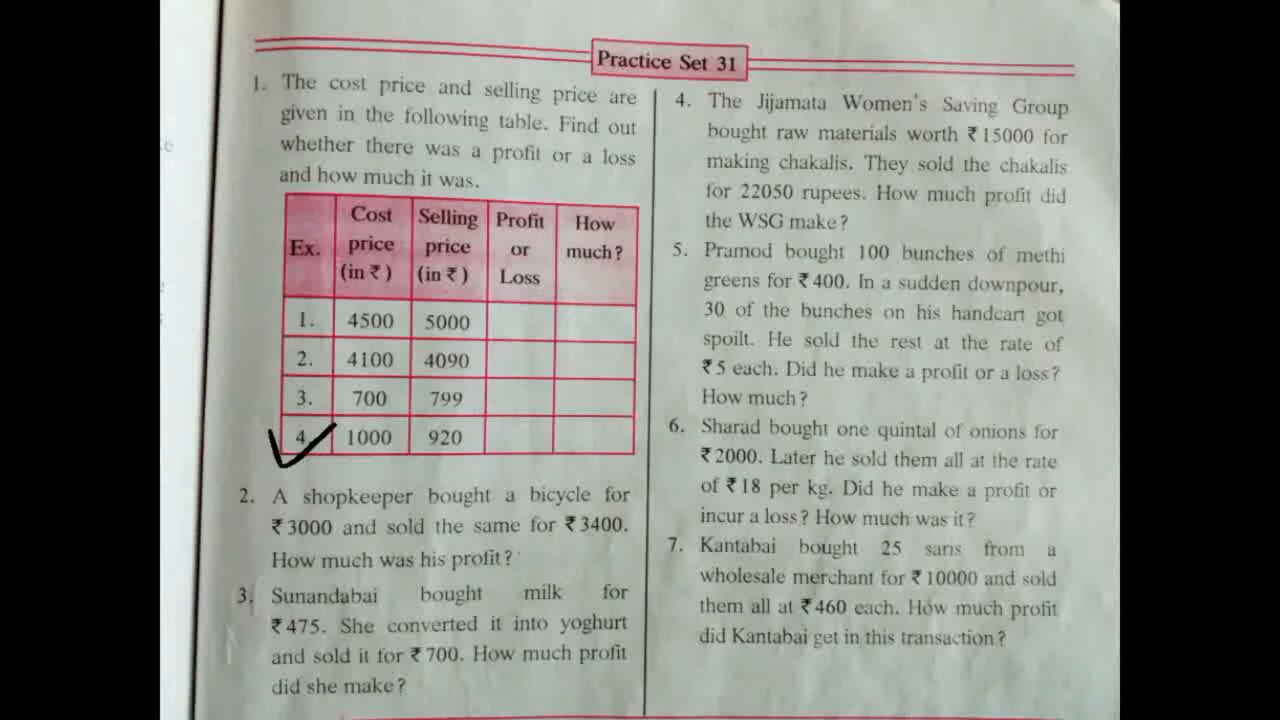 Practice Set 31
1. The cost price and selling price are
given in the following table. Find out
whether there was a profit or a loss
and how much it was.
Ex. Cost price (in ₹) Selling price (in ₹) Profit or Loss How much?
1. 4500 5000
2. 4100 4090
3. 700 799
4. 1000 920
2. A shopkeeper bought a bicycle for
₹3000 and sold the same for ₹3400.
How much was his profit?
3. Sunandabai bought milk for
₹475. She converted it into yoghurt
and sold it for ₹700. How much profit
did she make?
4. The Jijamata Women's Saving Group
bought raw materials worth ₹15000 for
making chakalis. They sold the chakalis
for 22050 rupees. How much profit did
the WSG make?
5. Pramod bought 100 bunches of methi
greens for ₹400. In a sudden downpour,
30 of the bunches on his handcart got
spoilt. He sold the rest at the rate of
₹5 each. Did he make a profit or a loss?
How much?
6. Sharad bought one quintal of onions for
₹2000. Later he sold them all at the rate
of ₹18 per kg. Did he make a profit or
incur a loss? How much was it?
7. Kantabai bought 25 saris from a
wholesale merchant for ₹10000 and sold
them all at ₹460 each. How much profit
did Kantabai get in this transaction?